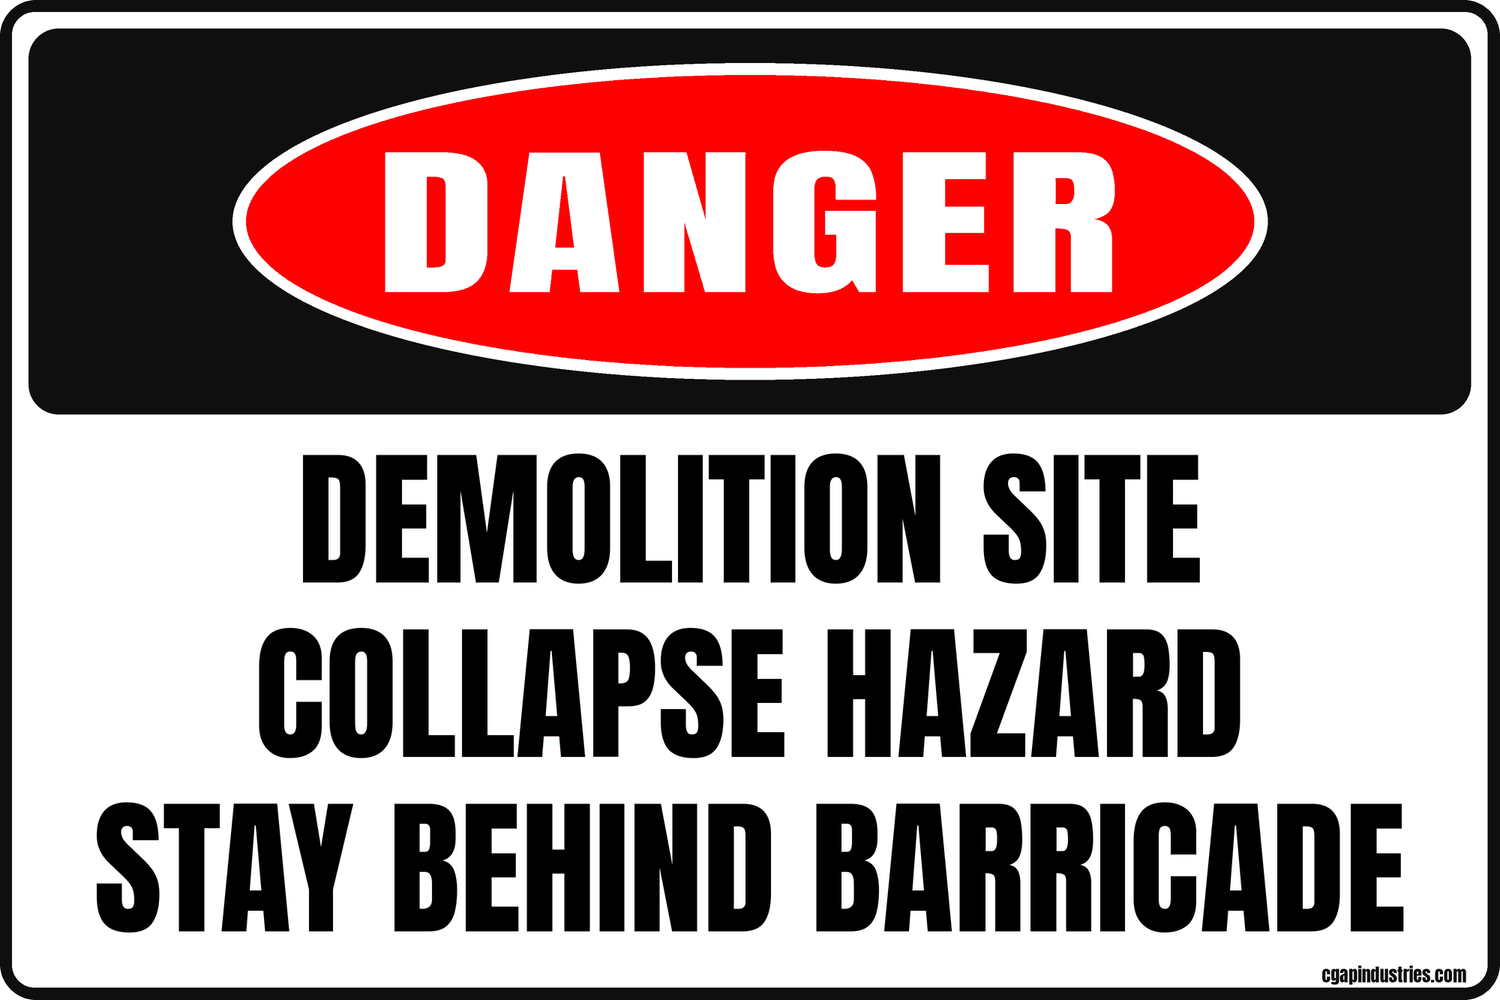 DANGER
DEMOLITION SITE
COLLAPSE HAZARD
STAY BEHIND BARRICADE
cgapindustries.com